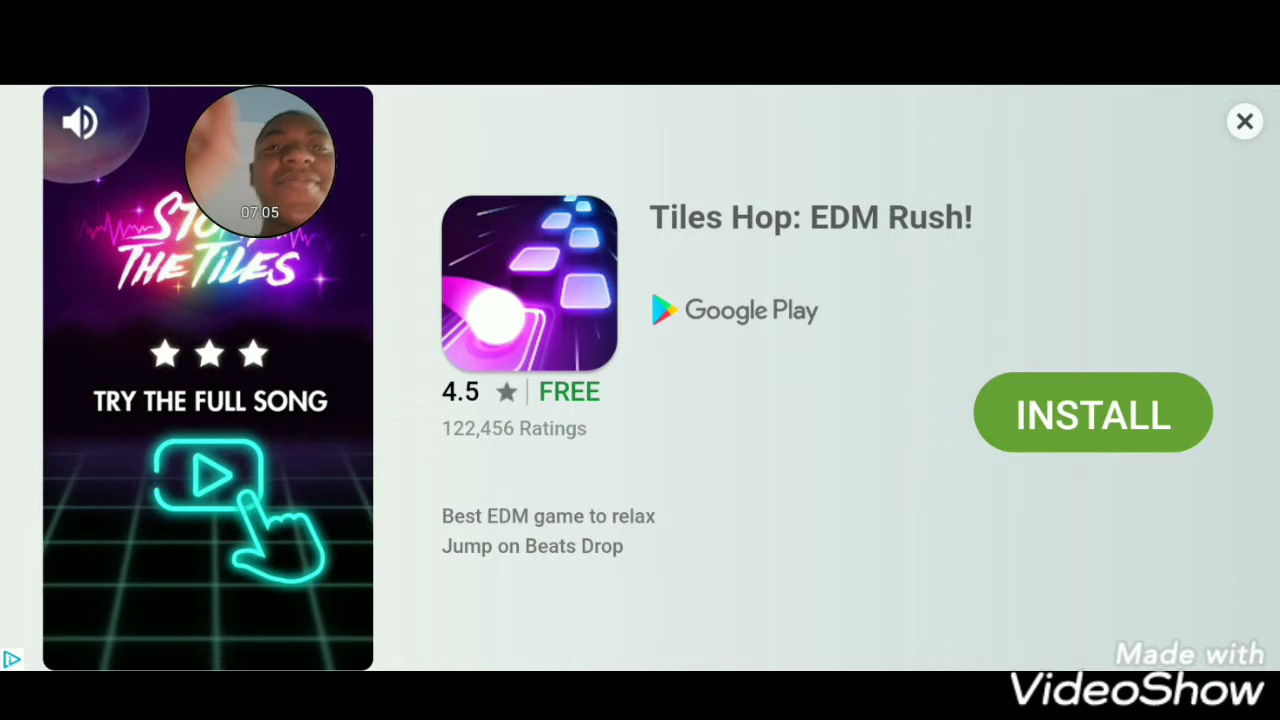 07:05
THE TILES
TRY THE FULL SONG
Tiles Hop: EDM Rush!
Google Play
4.5
FREE
122,456 Ratings
INSTALL
Best EDM game to relax
Jump on Beats Drop
Made with
VideoShow